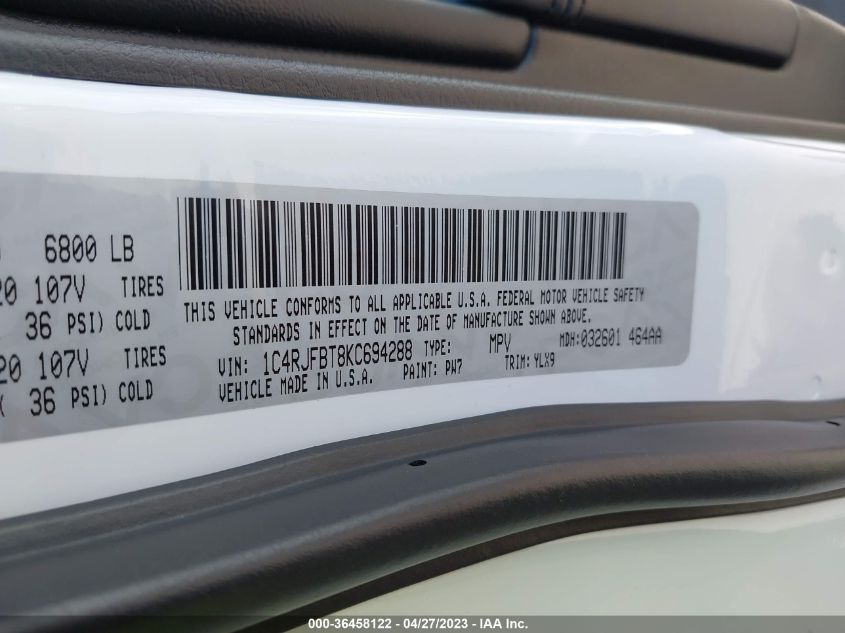 6800 LB
20 107V TIRES
36 PSI) COLD
20 107V TIRES
( 36 PSI) COLD
THIS VEHICLE CONFORMS TO ALL APPLICABLE U.S.A. FEDERAL MOTOR VEHICLE SAFETY
STANDARDS IN EFFECT ON THE DATE OF MANUFACTURE SHOWN ABOVE.
VIN: 1C4RJFBT8KC694288 TYPE: MPV MDH:032601 464AA
VEHICLE MADE IN U.S.A. PAINT: PW7 TRIM: YLX9
000-36458122 - 04/27/2023 - IAA Inc.